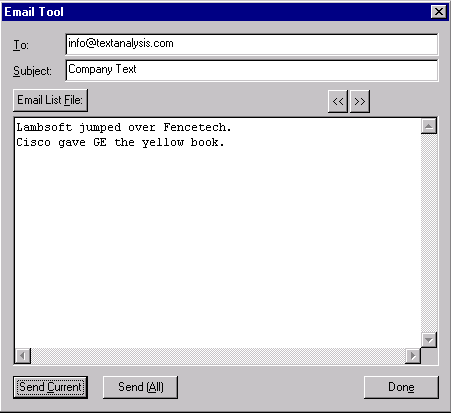 Email Tool
To: info@textanalysis.com
Subject: Company Text
Email List File: << >>
Lambsoft jumped over Fencetech.
Cisco gave GE the yellow book.
Send Current Send (All) Done